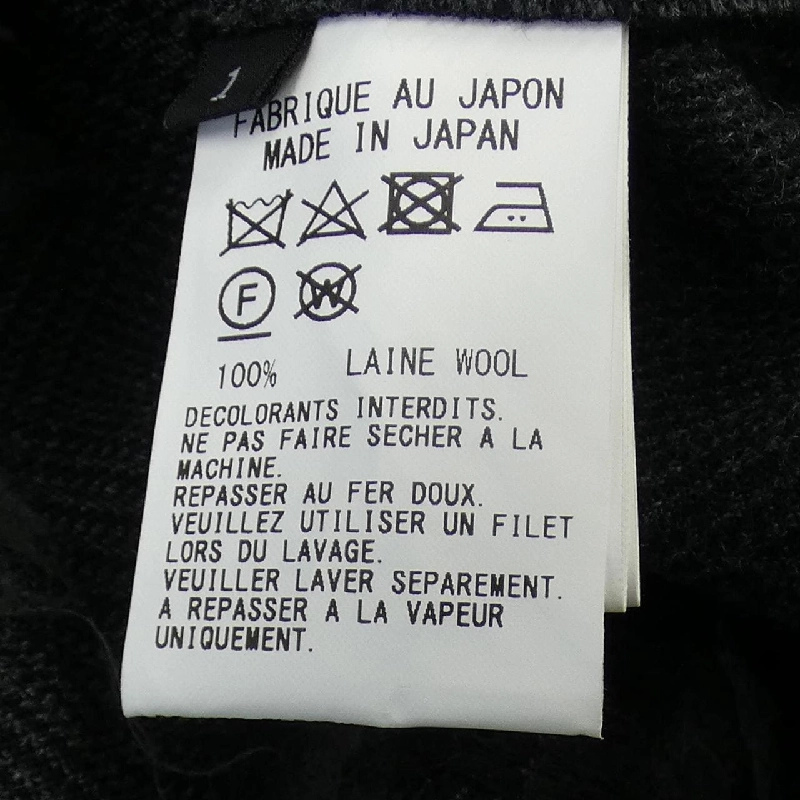 1
FABRIQUE AU JAPON
MADE IN JAPAN
F
W
100% LAINE WOOL
DECOLORANTS INTERDITS.
NE PAS FAIRE SECHER A LA
MACHINE.
REPASSER AU FER DOUX.
VEUILLEZ UTILISER UN FILET
LORS DU LAVAGE.
VEUILLER LAVER SEPAREMENT.
A REPASSER A LA VAPEUR
UNIQUEMENT.